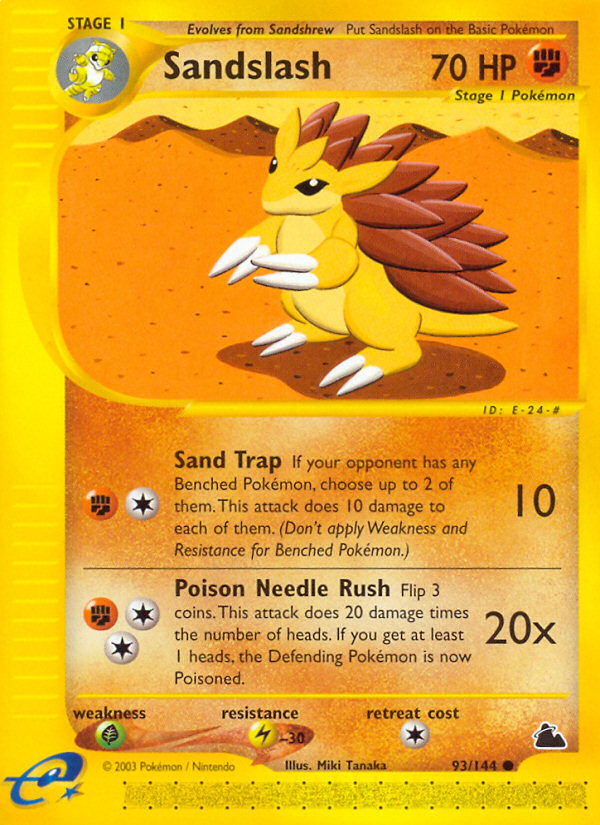 STAGE 1
Evolves from Sandshrew Put Sandslash on the Basic Pokémon
Sandslash 70 HP
Stage 1 Pokémon
ID: E-24-#
Sand Trap If your opponent has any
Benched Pokémon, choose up to 2 of
them. This attack does 10 damage to
each of them. (Don't apply Weakness and
Resistance for Benched Pokémon.)
10
Poison Needle Rush Flip 3
coins. This attack does 20 damage times
the number of heads. If you get at least
1 heads, the Defending Pokémon is now
Poisoned.
20x
weakness resistance retreat cost
-30
© 2003 Pokémon / Nintendo Illus. Miki Tanaka 93/144
e